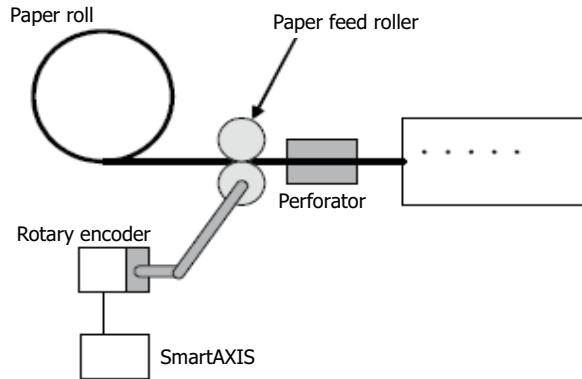 Paper roll
Paper feed roller
Perforator
Rotary encoder
SmartAXIS